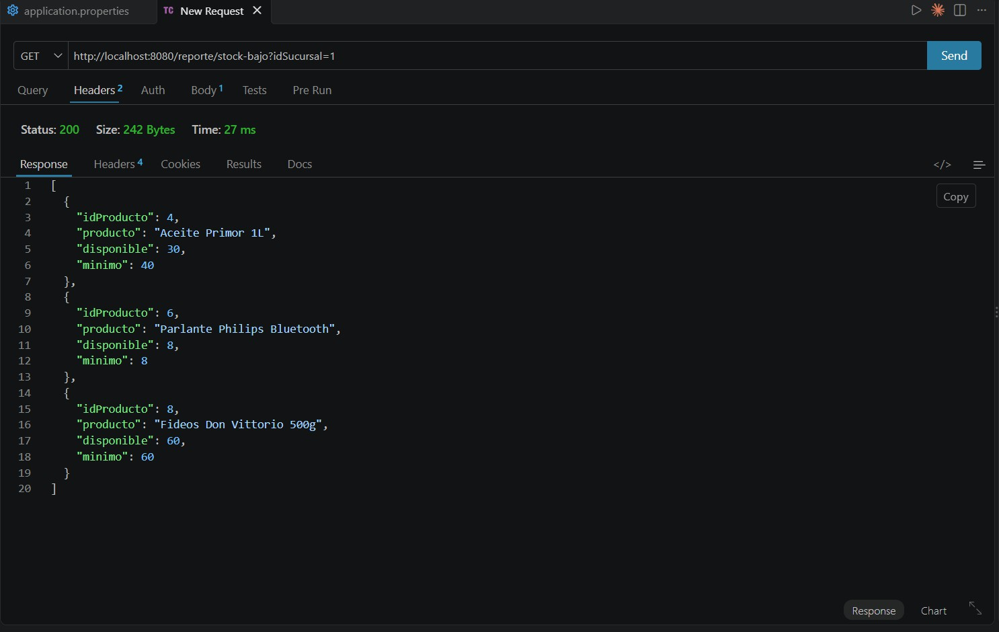 application.properties
TC New Request
GET http://localhost:8080/reporte/stock-bajo?idSucursal=1 Send
Query Headers 2 Auth Body 1 Tests Pre Run
Status: 200 Size: 242 Bytes Time: 27 ms
Response Headers 4 Cookies Results Docs </>
Copy
1 [
2 {
3 "idProducto": 4,
4 "producto": "Aceite Primor 1L",
5 "disponible": 30,
6 "minimo": 40
7 },
8 {
9 "idProducto": 6,
10 "producto": "Parlante Philips Bluetooth",
11 "disponible": 8,
12 "minimo": 8
13 },
14 {
15 "idProducto": 8,
16 "producto": "Fideos Don Vittorio 500g",
17 "disponible": 60,
18 "minimo": 60
19 }
20 ]
Response Chart